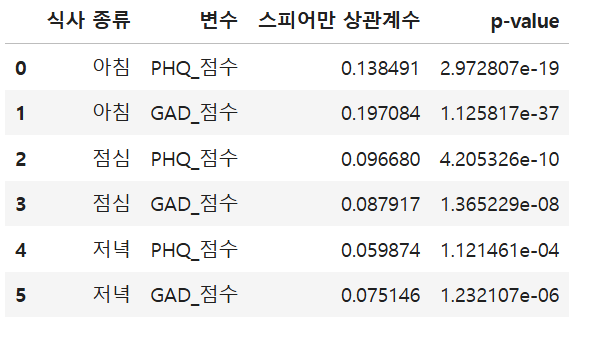 식사 종류 변수 스피어만 상관계수 p-value
0 아침 PHQ_점수 0.138491 2.972807e-19
1 아침 GAD_점수 0.197084 1.125817e-37
2 점심 PHQ_점수 0.096680 4.205326e-10
3 점심 GAD_점수 0.087917 1.365229e-08
4 저녁 PHQ_점수 0.059874 1.121461e-04
5 저녁 GAD_점수 0.075146 1.232107e-06